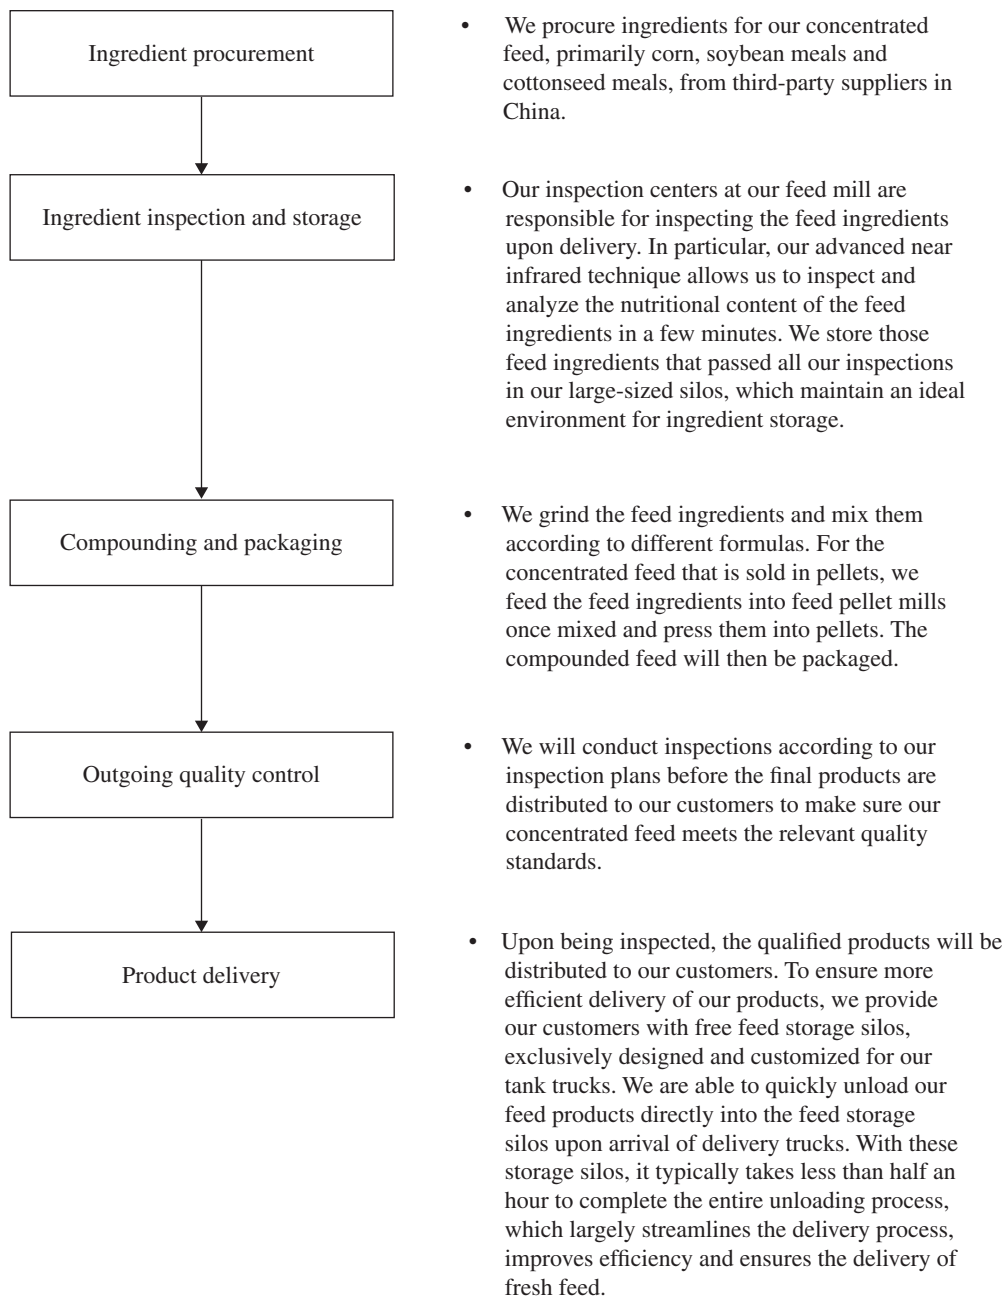 Ingredient procurement
• We procure ingredients for our concentrated
feed, primarily corn, soybean meals and
cottonseed meals, from third-party suppliers in
China.
Ingredient inspection and storage
• Our inspection centers at our feed mill are
responsible for inspecting the feed ingredients
upon delivery. In particular, our advanced near
infrared technique allows us to inspect and
analyze the nutritional content of the feed
ingredients in a few minutes. We store those
feed ingredients that passed all our inspections
in our large-sized silos, which maintain an ideal
environment for ingredient storage.
Compounding and packaging
• We grind the feed ingredients and mix them
according to different formulas. For the
concentrated feed that is sold in pellets, we
feed the feed ingredients into feed pellet mills
once mixed and press them into pellets. The
compounded feed will then be packaged.
Outgoing quality control
• We will conduct inspections according to our
inspection plans before the final products are
distributed to our customers to make sure our
concentrated feed meets the relevant quality
standards.
Product delivery
• Upon being inspected, the qualified products will be
distributed to our customers. To ensure more
efficient delivery of our products, we provide
our customers with free feed storage silos,
exclusively designed and customized for our
tank trucks. We are able to quickly unload our
feed products directly into the feed storage
silos upon arrival of delivery trucks. With these
storage silos, it typically takes less than half an
hour to complete the entire unloading process,
which largely streamlines the delivery process,
improves efficiency and ensures the delivery of
fresh feed.